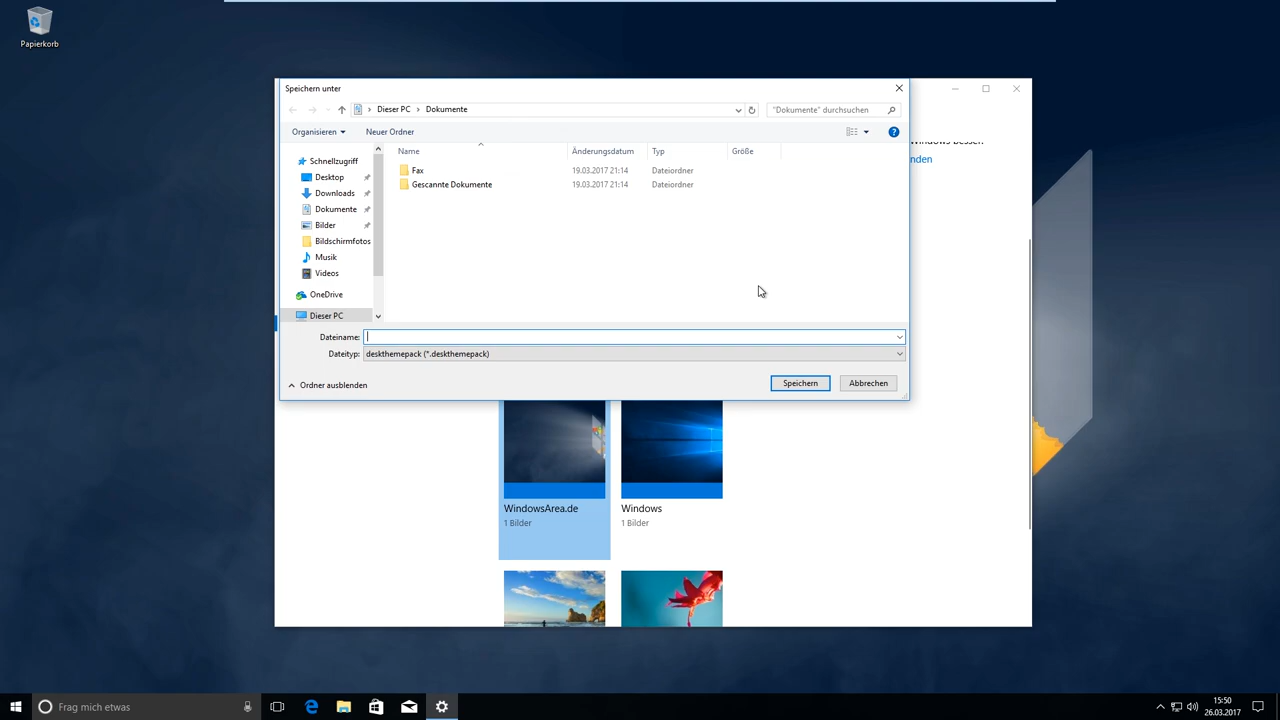 Papierkorb
Speichern unter
Dieser PC
Dokumente
"Dokumente" durchsuchen
Organisieren
Neuer Ordner
Windows besser.
nden
Name
Änderungsdatum
Typ
Größe
Schnellzugriff
Desktop
Downloads
Dokumente
Bilder
Bildschirmfotos
Musik
Videos
OneDrive
Dieser PC
Fax 19.03.2017 21:14 Dateiordner
Gescannte Dokumente 19.03.2017 21:14 Dateiordner
Dateiname:
Dateityp: deskthemepack (*.deskthemepack)
Ordner ausblenden
Speichern
Abbrechen
WindowsArea.de
1 Bilder
Windows
1 Bilder
Frag mich etwas
15:50
26.03.2017